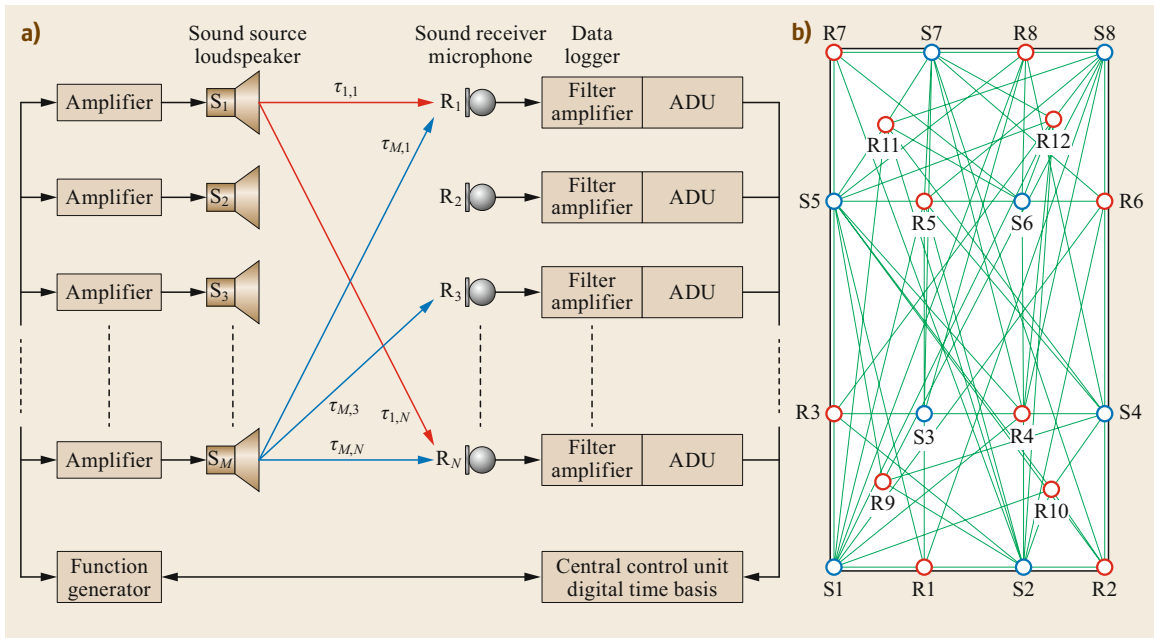 a)
Sound source
loudspeaker
Sound receiver
microphone
Data
logger
Amplifier
S1
τ1,1
R1
Filter
amplifier
ADU
τM,1
Amplifier
S2
R2
Filter
amplifier
ADU
Amplifier
S3
R3
Filter
amplifier
ADU
τM,3
τ1,N
Amplifier
SM
τM,N
RN
Filter
amplifier
ADU
Function
generator
Central control unit
digital time basis
b)
R7 S7 R8 S8
R11 R12
S5 R5 S6 R6
R3 S3 R4 S4
R9 R10
S1 R1 S2 R2